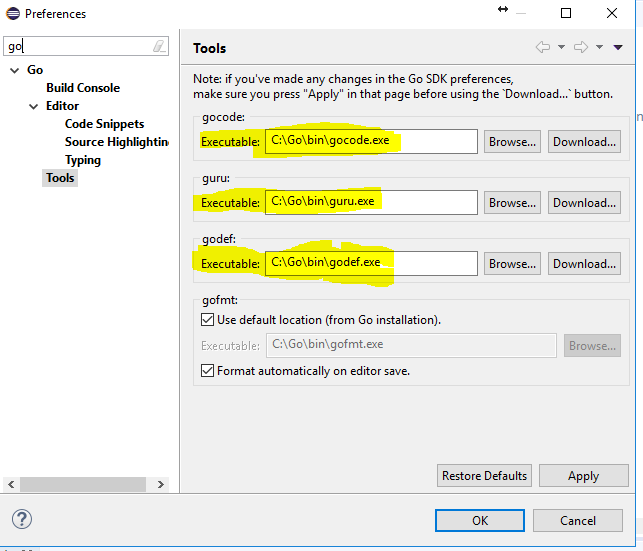 Preferences
go
Tools
Go
Build Console
Editor
Code Snippets
Source Highlightin
Typing
Tools
Note: if you've made any changes in the Go SDK preferences,
make sure you press "Apply" in that page before using the `Download...` button.
gocode:
Executable: C:\Go\bin\gocode.exe Browse... Download...
guru:
Executable: C:\Go\bin\guru.exe Browse... Download...
godef:
Executable: C:\Go\bin\godef.exe Browse... Download...
gofmt:
Use default location (from Go installation).
Executable: C:\Go\bin\gofmt.exe Browse...
Format automatically on editor save.
Restore Defaults Apply
? OK Cancel